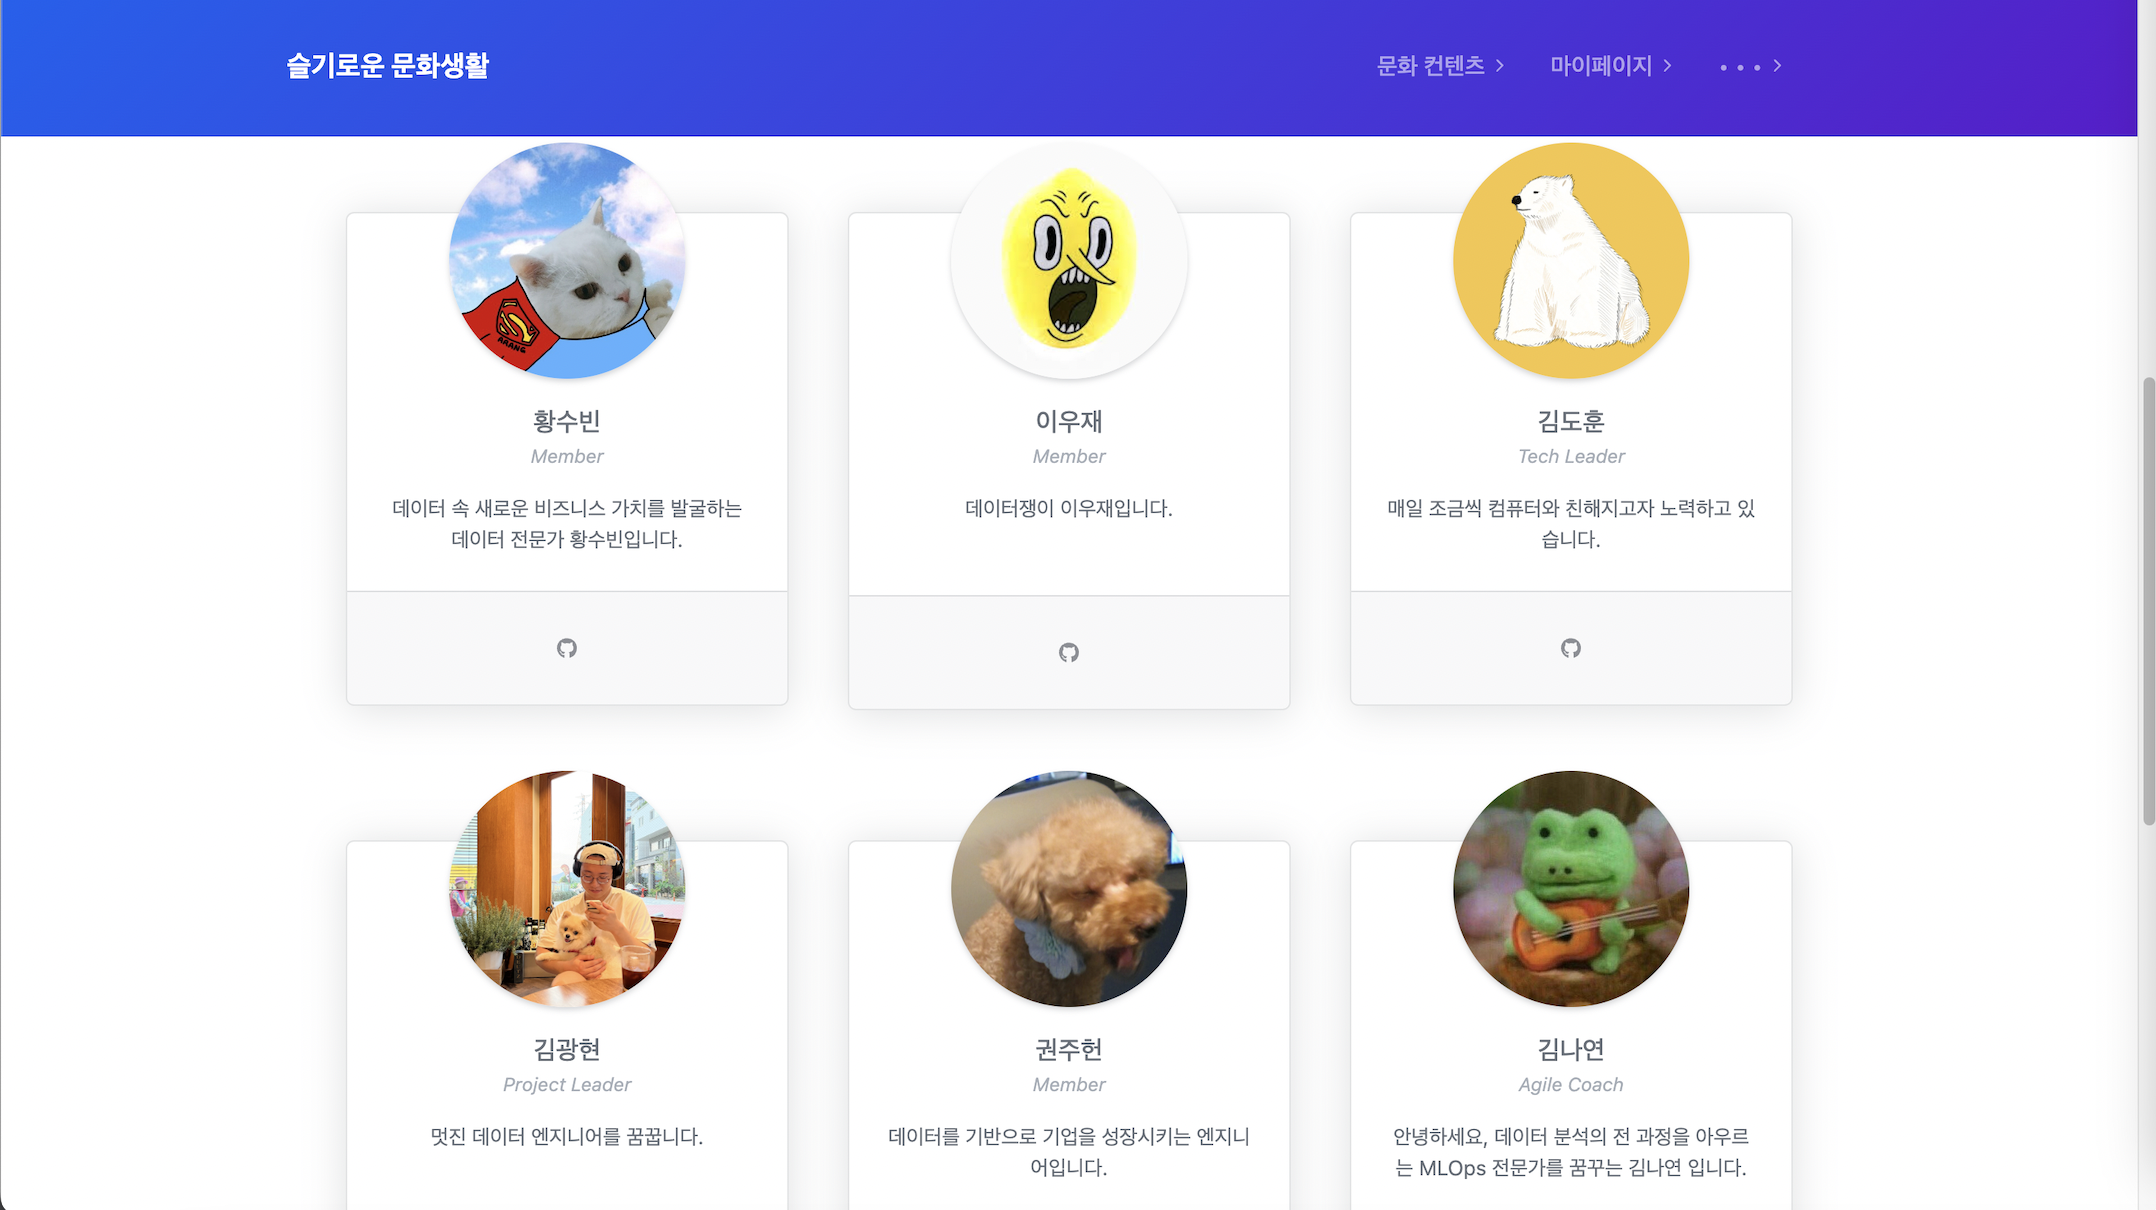 슬기로운 문화생활
문화 컨텐츠
마이페이지
ARANG
황수빈
Member
데이터 속 새로운 비즈니스 가치를 발굴하는
데이터 전문가 황수빈입니다.
이우재
Member
데이터쟁이 이우재입니다.
김도훈
Tech Leader
매일 조금씩 컴퓨터와 친해지고자 노력하고 있
습니다.
김광현
Project Leader
멋진 데이터 엔지니어를 꿈꿉니다.
권주헌
Member
데이터를 기반으로 기업을 성장시키는 엔지니
어입니다.
김나연
Agile Coach
안녕하세요, 데이터 분석의 전 과정을 아우르
는 MLOps 전문가를 꿈꾸는 김나연 입니다.